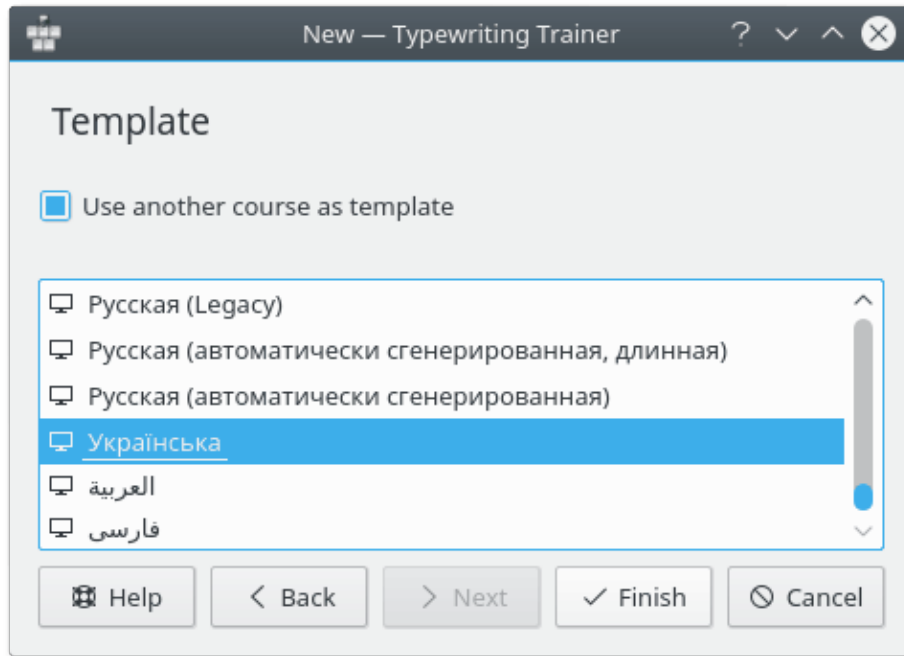 New — Typewriting Trainer
Template
Use another course as template
Русская (Legacy)
Русская (автоматически сгенерированная, длинная)
Русская (автоматически сгенерированная)
Українська
العربية
فارسی
Help Back Next Finish Cancel